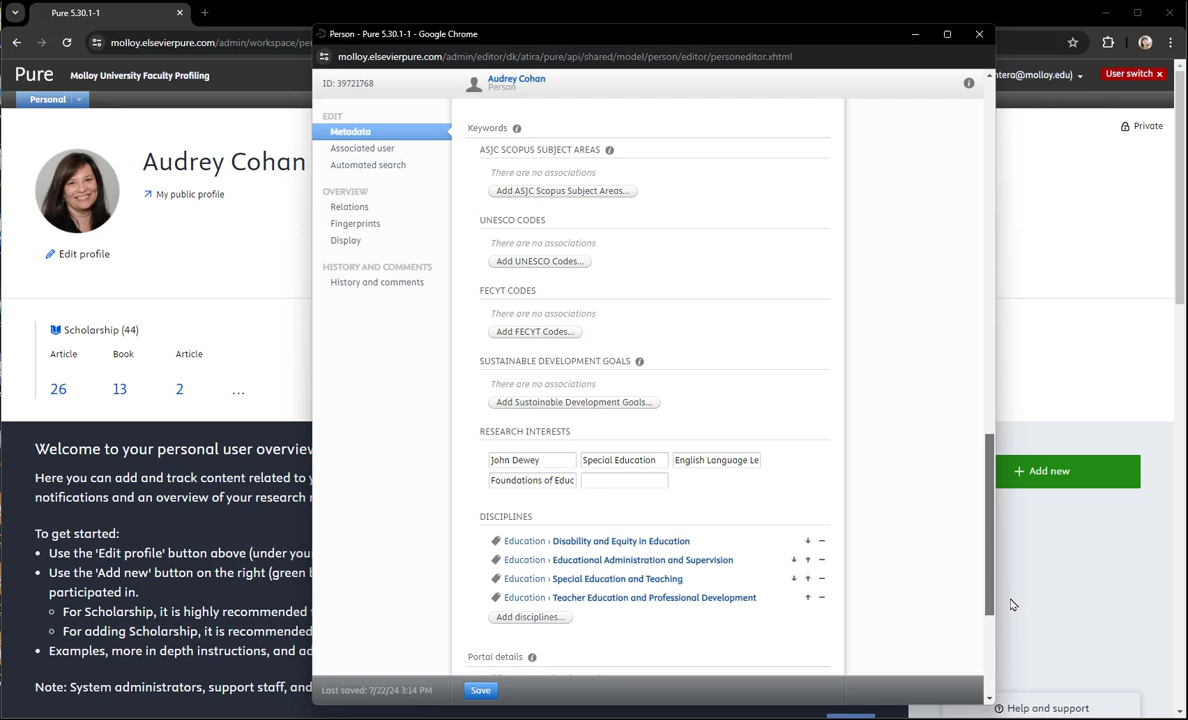 Pure 5.30.1-1
molloy.elsevierpure.com/admin/workspace/per
Pure Molloy University Faculty Profiling
ntera@molloy.edu)
User switch
Personal
Private
Audrey Cohan
My public profile
Edit profile
Scholarship (44)
Article Book Article
26 13 2 ...
Welcome to your personal user overview
Here you can add and track content related to
notifications and an overview of your research
To get started:
• Use the 'Edit profile' button above (under you
• Use the 'Add new' button on the right (green b
participated in.
For Scholarship, it is highly recommended
For adding Scholarship, it is recommended
• Examples, more in depth instructions, and ad
Note: System administrators, support staff, and
+ Add new
Help and support
Person - Pure 5.30.1-1 - Google Chrome
molloy.elsevierpure.com/admin/editor/dk/atira/pure/api/shared/model/person/editor/personeditor.xhtml
ID: 39721768
Audrey Cohan
Person
EDIT
Metadata
Associated user
Automated search
OVERVIEW
Relations
Fingerprints
Display
HISTORY AND COMMENTS
History and comments
Keywords
ASJC SCOPUS SUBJECT AREAS
There are no associations
Add ASJC Scopus Subject Areas...
UNESCO CODES
There are no associations
Add UNESCO Codes...
FECYT CODES
There are no associations
Add FECYT Codes...
SUSTAINABLE DEVELOPMENT GOALS
There are no associations
Add Sustainable Development Goals...
RESEARCH INTERESTS
John Dewey Special Education English Language Le
Foundations of Educ
DISCIPLINES
Education › Disability and Equity in Education
Education › Educational Administration and Supervision
Education › Special Education and Teaching
Education › Teacher Education and Professional Development
Add disciplines...
Portal details
Last saved: 7/22/24 3:14 PM
Save